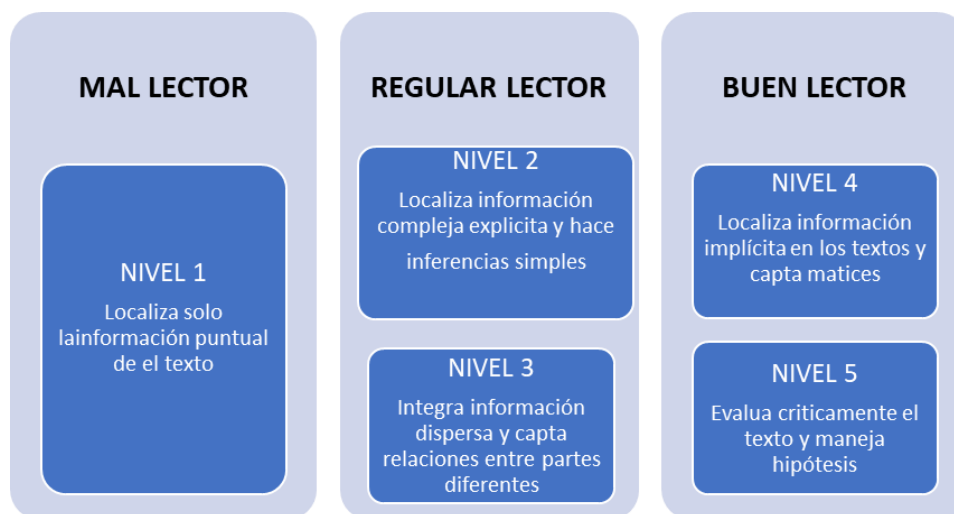 MAL LECTOR
NIVEL 1
Localiza solo
lainformación puntual
de el texto
REGULAR LECTOR
NIVEL 2
Localiza información
compleja explicita y hace
inferencias simples
NIVEL 3
Integra información
dispersa y capta
relaciones entre partes
diferentes
BUEN LECTOR
NIVEL 4
Localiza información
implícita en los textos y
capta matices
NIVEL 5
Evalua criticamente el
texto y maneja
hipótesis